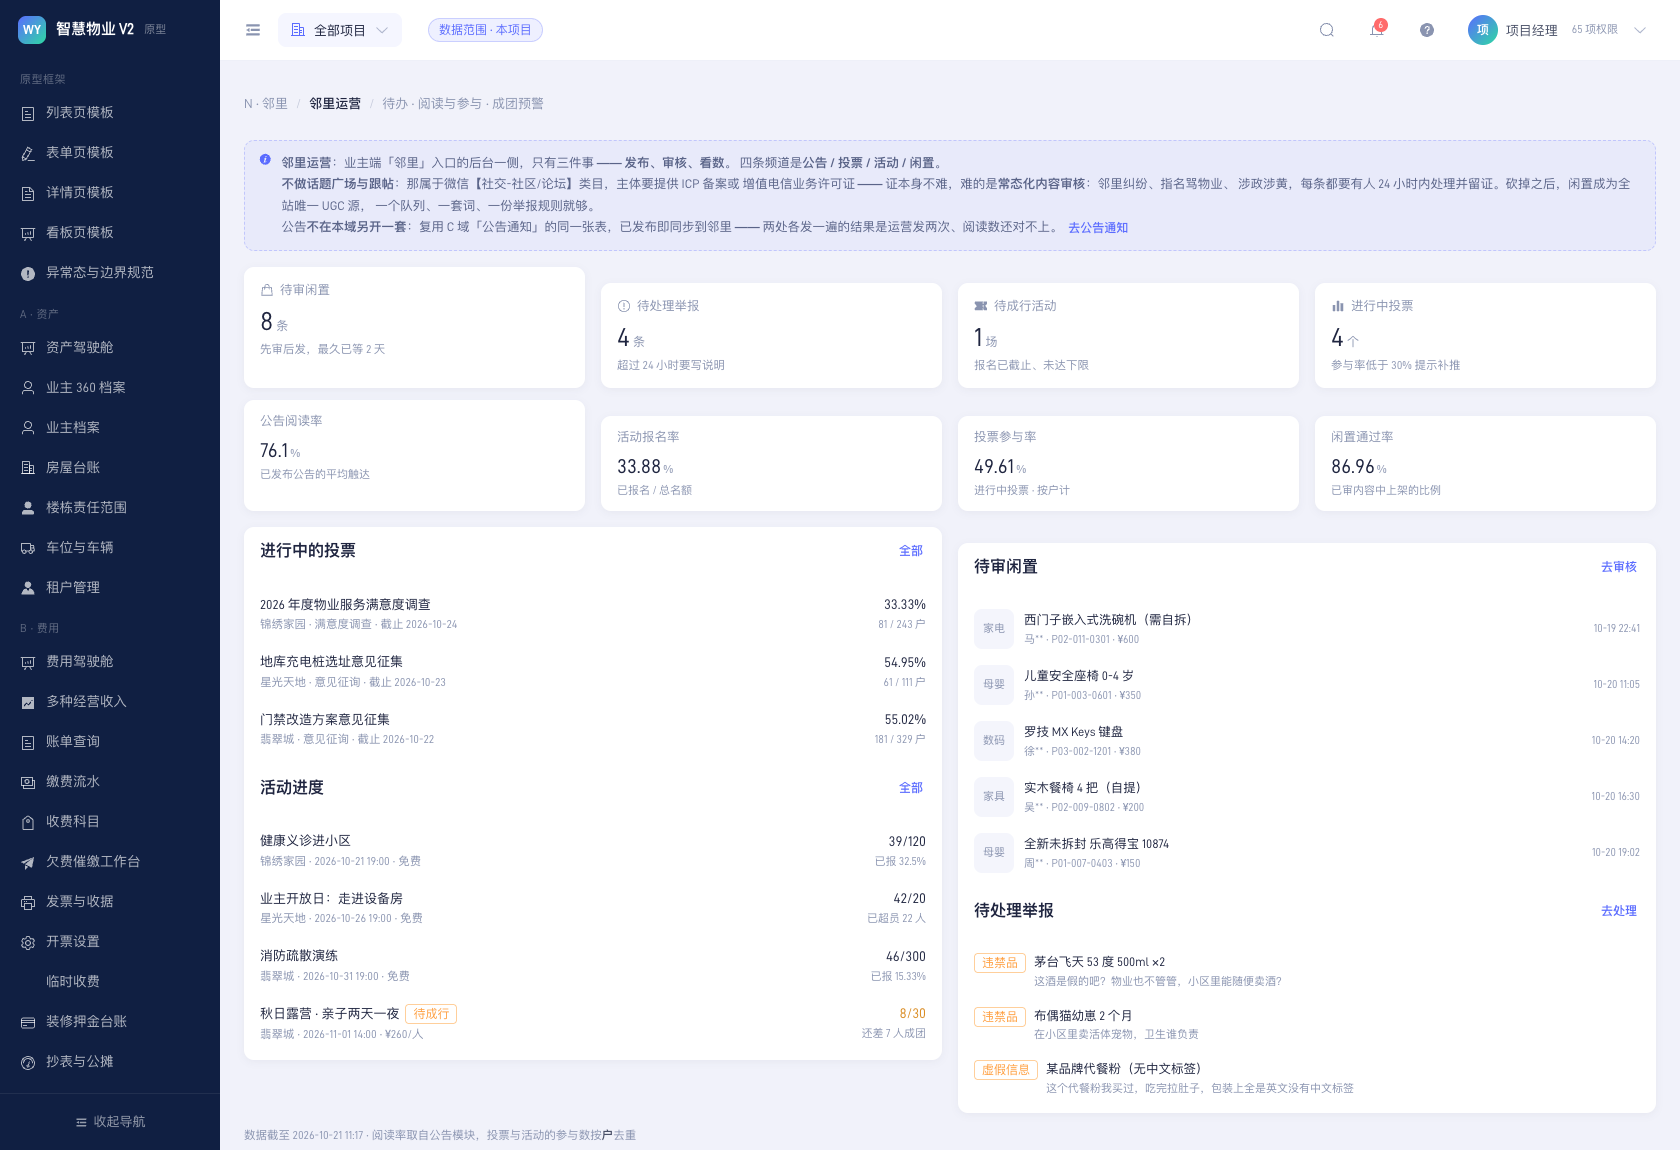 WY 智慧物业 V2 原型
原型框架
列表页模板
表单页模板
详情页模板
看板页模板
异常态与边界规范
A · 资产
资产驾驶舱
业主 360 档案
业主档案
房屋台账
楼栋责任范围
车位与车辆
租户管理
B · 费用
费用驾驶舱
多种经营收入
账单查询
缴费流水
收费科目
欠费催缴工作台
发票与收据
开票设置
临时收费
装修押金台账
抄表与公摊
收起导航
全部项目
数据范围 · 本项目
6
项 项目经理 65 项权限
N · 邻里 / 邻里运营 / 待办 · 阅读与参与 · 成团预警
邻里运营：业主端「邻里」入口的后台一侧，只有三件事 —— 发布、审核、看数。 四条频道是公告 / 投票 / 活动 / 闲置。
不做话题广场与跟帖：那属于微信【社交-社区/论坛】类目，主体要提供 ICP 备案或 增值电信业务许可证 —— 证本身不难，难的是常态化内容审核：邻里纠纷、指名骂物业、 涉政涉黄，每条都要有人 24 小时内处理并留证。砍掉之后，闲置成为全
站唯一 UGC 源， 一个队列、一套词、一份举报规则就够。
公告不在本域另开一套：复用 C 域「公告通知」的同一张表，已发布即同步到邻里 —— 两处各发一遍的结果是运营发两次、阅读数还对不上。 去公告通知
待审闲置
8 条
先审后发，最久已等 2 天
待处理举报
4 条
超过 24 小时要写说明
待成行活动
1 场
报名已截止、未达下限
进行中投票
4 个
参与率低于 30% 提示补推
公告阅读率
76.1 %
已发布公告的平均触达
活动报名率
33.88 %
已报名 / 总名额
投票参与率
49.61 %
进行中投票 · 按户计
闲置通过率
86.96 %
已审内容中上架的比例
进行中的投票 全部
2026 年度物业服务满意度调查 33.33%
锦绣家园 · 满意度调查 · 截止 2026-10-24 81 / 243 户
地库充电桩选址意见征集 54.95%
星光天地 · 意见征询 · 截止 2026-10-23 61 / 111 户
门禁改造方案意见征集 55.02%
翡翠城 · 意见征询 · 截止 2026-10-22 181 / 329 户
活动进度 全部
健康义诊进小区 39/120
锦绣家园 · 2026-10-21 19:00 · 免费 已报 32.5%
业主开放日：走进设备房 42/20
星光天地 · 2026-10-26 19:00 · 免费 已超员 22 人
消防疏散演练 46/300
翡翠城 · 2026-10-31 19:00 · 免费 已报 15.33%
秋日露营 · 亲子两天一夜 待成行 8/30
翡翠城 · 2026-11-01 14:00 · ¥260/人 还差 7 人成团
待审闲置 去审核
家电 西门子嵌入式洗碗机（需自拆）
马** · P02-011-0301 · ¥600 10-19 22:41
母婴 儿童安全座椅 0-4 岁
孙** · P01-003-0601 · ¥350 10-20 11:05
数码 罗技 MX Keys 键盘
徐** · P03-002-1201 · ¥380 10-20 14:20
家具 实木餐椅 4 把（自提）
吴** · P02-009-0802 · ¥200 10-20 16:30
母婴 全新未拆封 乐高得宝 10874
周** · P01-007-0403 · ¥150 10-20 19:02
待处理举报 去处理
违禁品 茅台飞天 53 度 500ml ×2
这酒是假的吧？物业也不管管，小区里能随便卖酒？
违禁品 布偶猫幼崽 2 个月
在小区里卖活体宠物，卫生谁负责
虚假信息 某品牌代餐粉（无中文标签）
这个代餐粉我买过，吃完拉肚子，包装上全是英文没有中文标签
数据截至 2026-10-21 11:17 · 阅读率取自公告模块，投票与活动的参与数按户去重